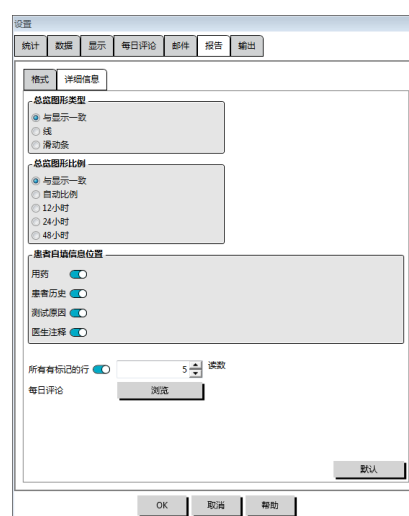 设置
统计 数据 显示 每日评论 邮件 报告 输出
格式 详细信息
总览图形类型
与显示一致
线
滑动条
总览图形比例
与显示一致
自动比例
12小时
24小时
48小时
患者自填信息位置
用药
患者历史
测试原因
医生注释
所有有标记的行 5 读数
每日评论 浏览
默认
OK 取消 帮助